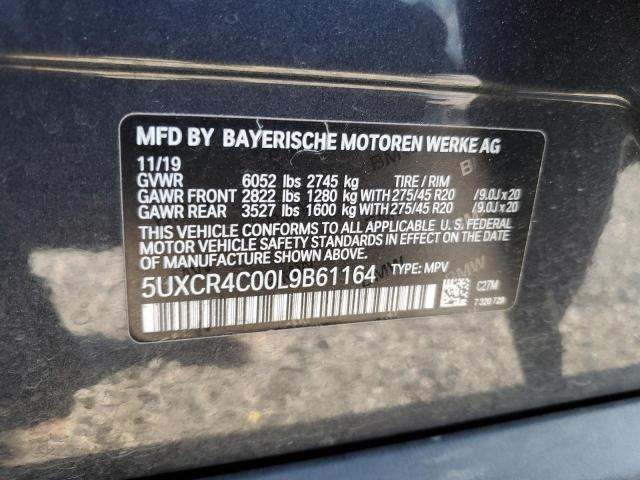 MFD BY BAYERISCHE MOTOREN WERKE AG
11/19
GVWR 6052 lbs 2745 kg TIRE / RIM
GAWR FRONT 2822 lbs 1280 kg WITH 275/45 R20 /9.0J x 20
GAWR REAR 3527 lbs 1600 kg WITH 275/45 R20 /9.0J x 20
THIS VEHICLE CONFORMS TO ALL APPLICABLE U. S. FEDERAL
MOTOR VEHICLE SAFETY STANDARDS IN EFFECT ON THE DATE
OF MANUFACTURE SHOWN ABOVE.
5UXCR4C00L9B61164 TYPE: MPV
C27M
7 320 729